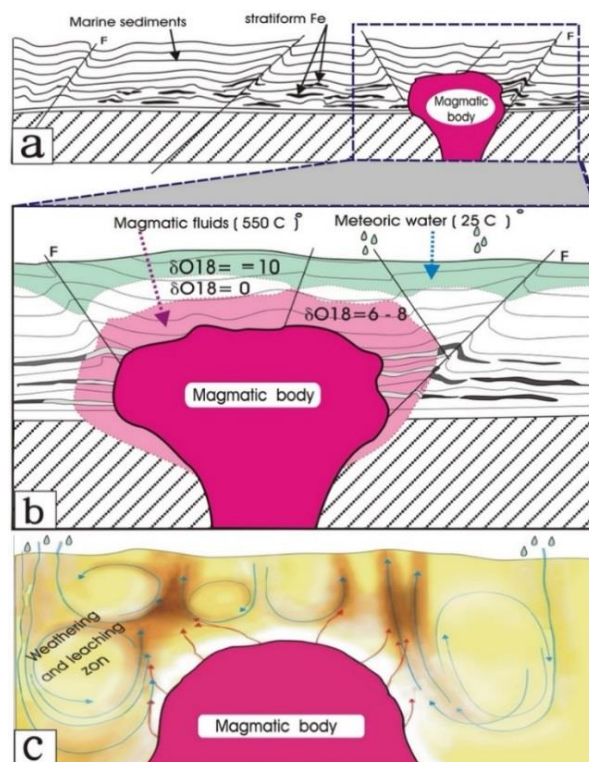 Marine sediments
stratiform Fe
F
F
Magmatic
body
a
Magmatic fluids ( 550 C )°
Meteoric water ( 25 C )°
F
F
δO18= =10
δO18= 0
δO18=6 - 8
Magmatic body
b
Weathering
and leaching
zon
Magmatic body
c